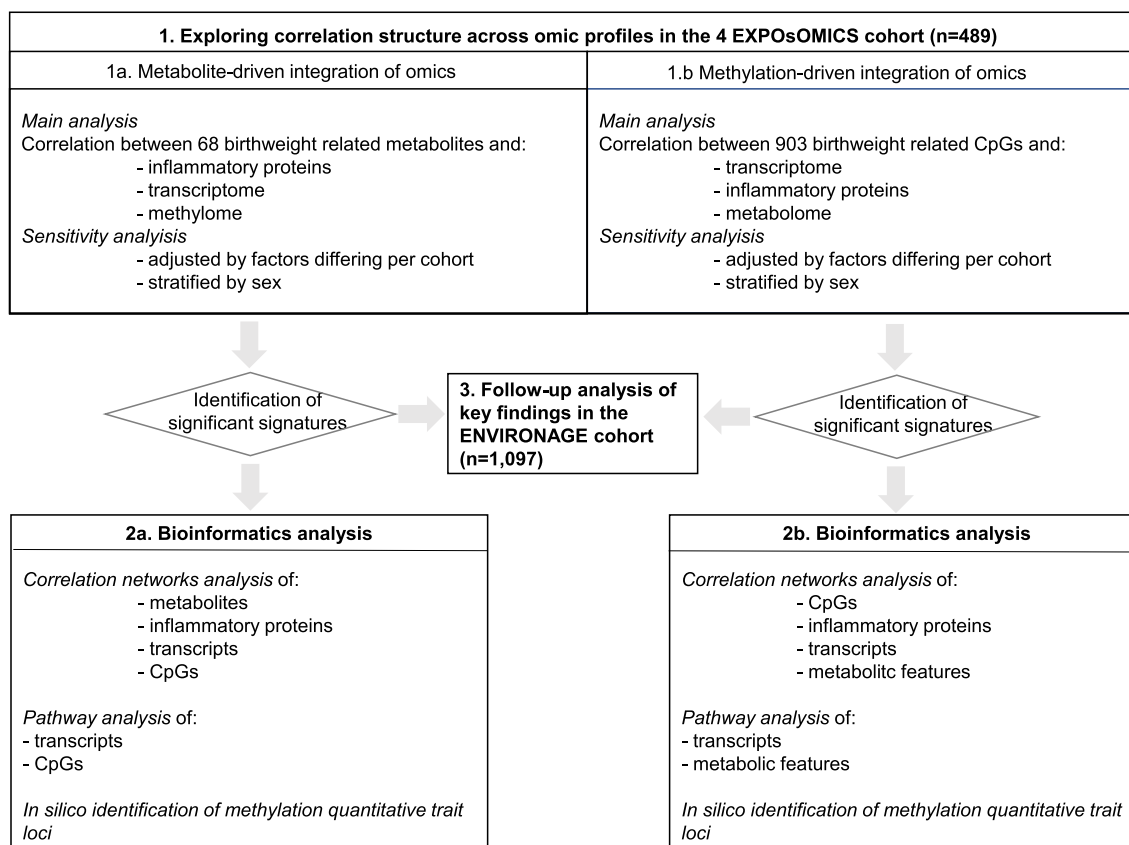 1. Exploring correlation structure across omic profiles in the 4 EXPOsOMICS cohort (n=489)
1a. Metabolite-driven integration of omics
Main analysis
Correlation between 68 birthweight related metabolites and:
- inflammatory proteins
- transcriptome
- methylome
Sensitivity analyisis
- adjusted by factors differing per cohort
- stratified by sex
1.b Methylation-driven integration of omics
Main analysis
Correlation between 903 birthweight related CpGs and:
- transcriptome
- inflammatory proteins
- metabolome
Sensitivity analyisis
- adjusted by factors differing per cohort
- stratified by sex
Identification of
significant signatures
3. Follow-up analysis of
key findings in the
ENVIRONAGE cohort
(n=1,097)
Identification of
significant signatures
2a. Bioinformatics analysis
Correlation networks analysis of:
- metabolites
- inflammatory proteins
- transcripts
- CpGs
Pathway analysis of:
- transcripts
- CpGs
In silico identification of methylation quantitative trait
loci
2b. Bioinformatics analysis
Correlation networks analysis of:
- CpGs
- inflammatory proteins
- transcripts
- metabolitc features
Pathway analysis of:
- transcripts
- metabolic features
In silico identification of methylation quantitative trait
loci